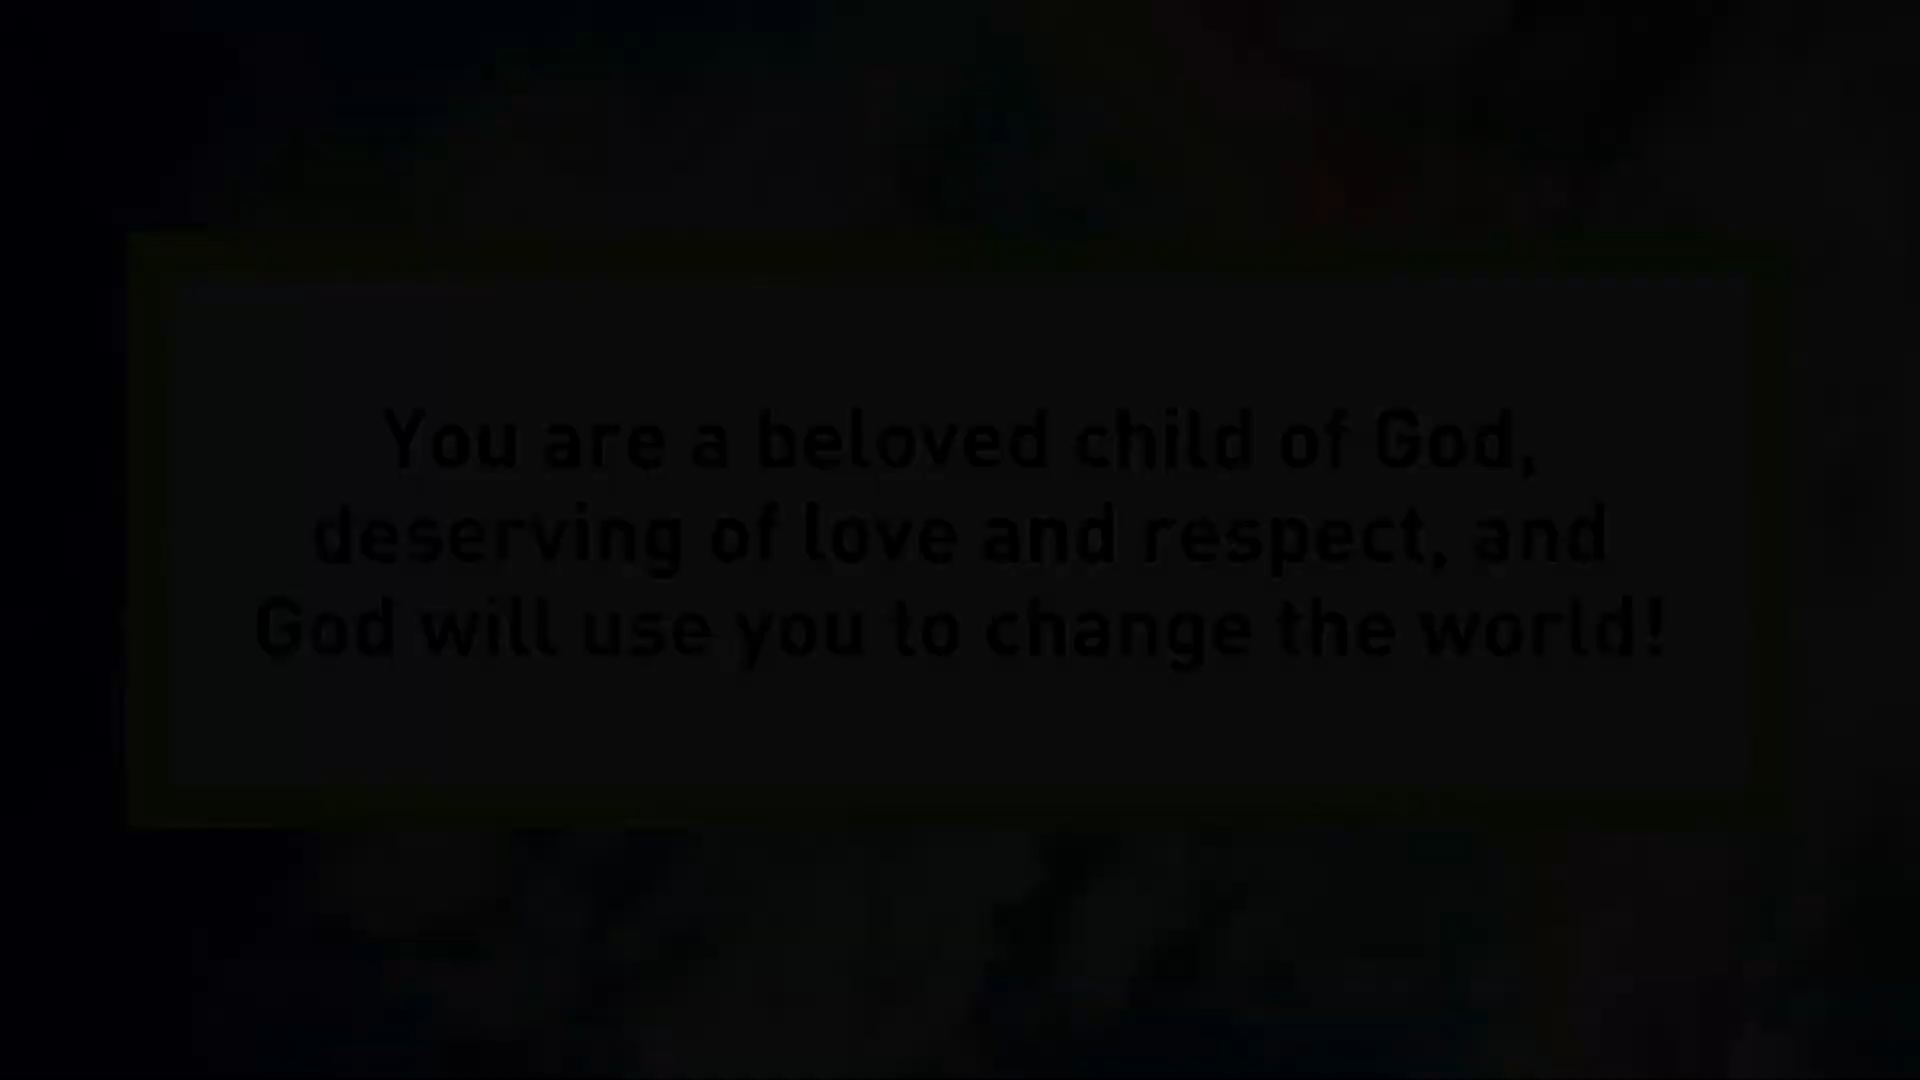 You are a beloved child of God,
deserving of love and respect, and
God will use you to change the world!